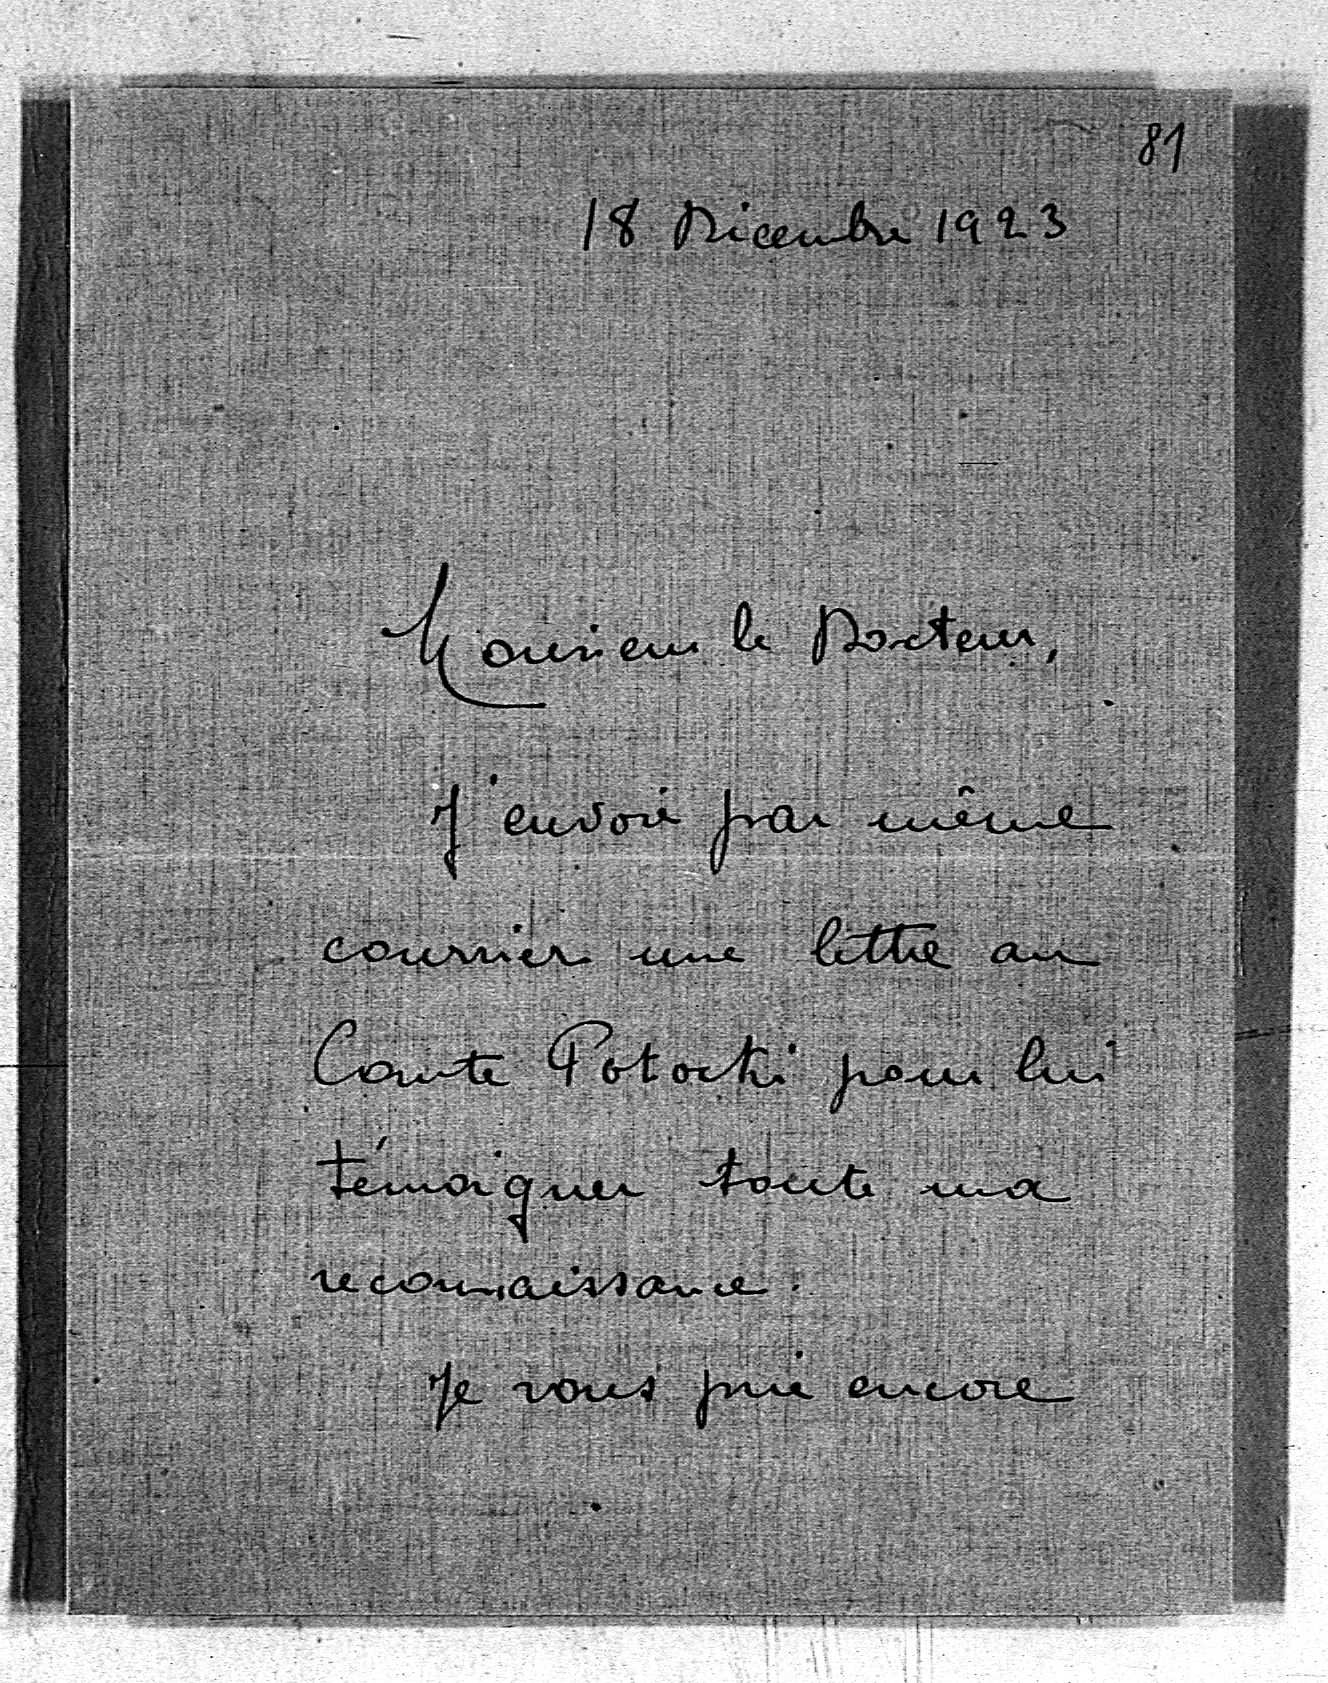 81
18 Décembre 1923
Monsieur le Docteur,
J'envoie par même
courrier une lettre au
Comte Potocki pour lui
témoigner toute ma
reconnaissance.
Je vous prie encore